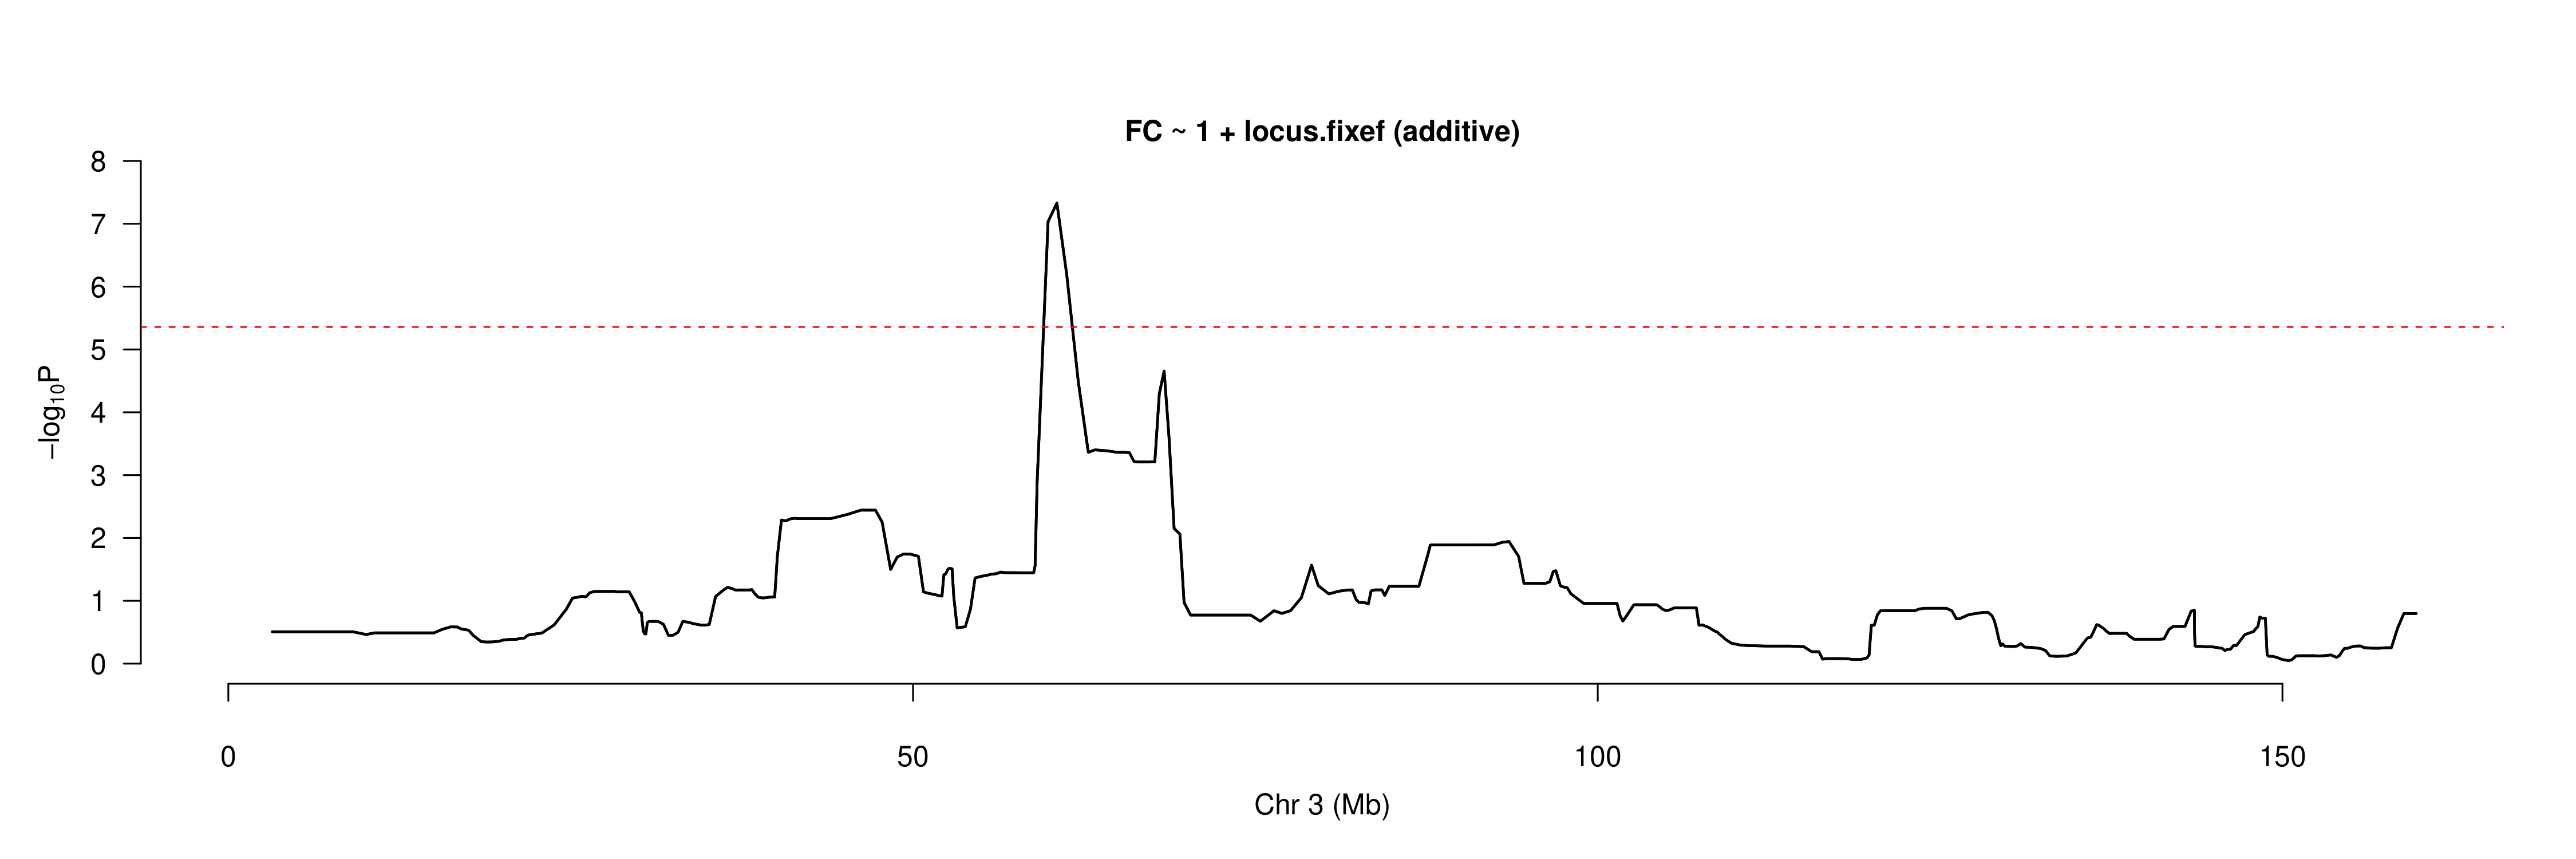 FC ~ 1 + locus.fixef (additive)
8
7
6
5
4
3
2
1
0
−log₁₀P
0 50 100 150
Chr 3 (Mb)